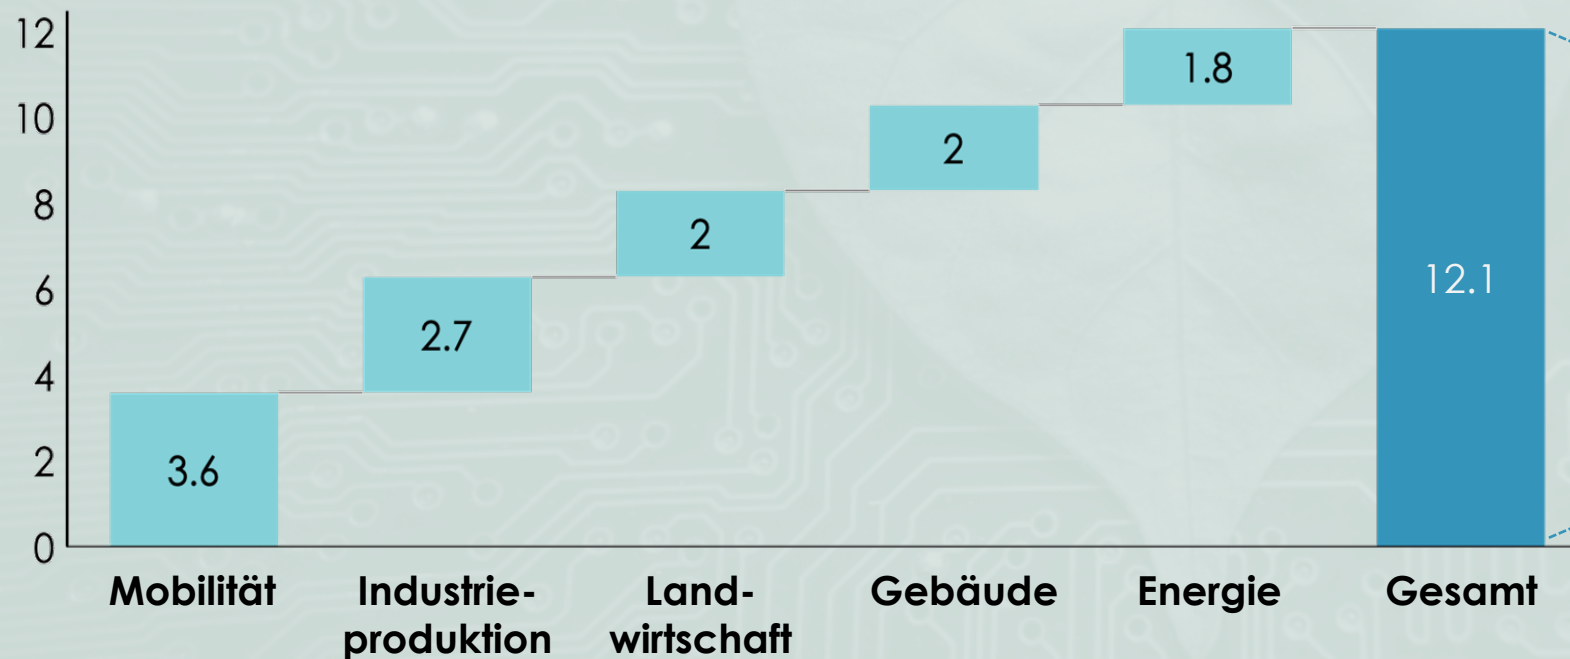 12
10
8
6
4
2
0
3.6
2.7
2
2
1.8
12.1
Mobilität
Industrie-
produktion
Land-
wirtschaft
Gebäude
Energie
Gesamt